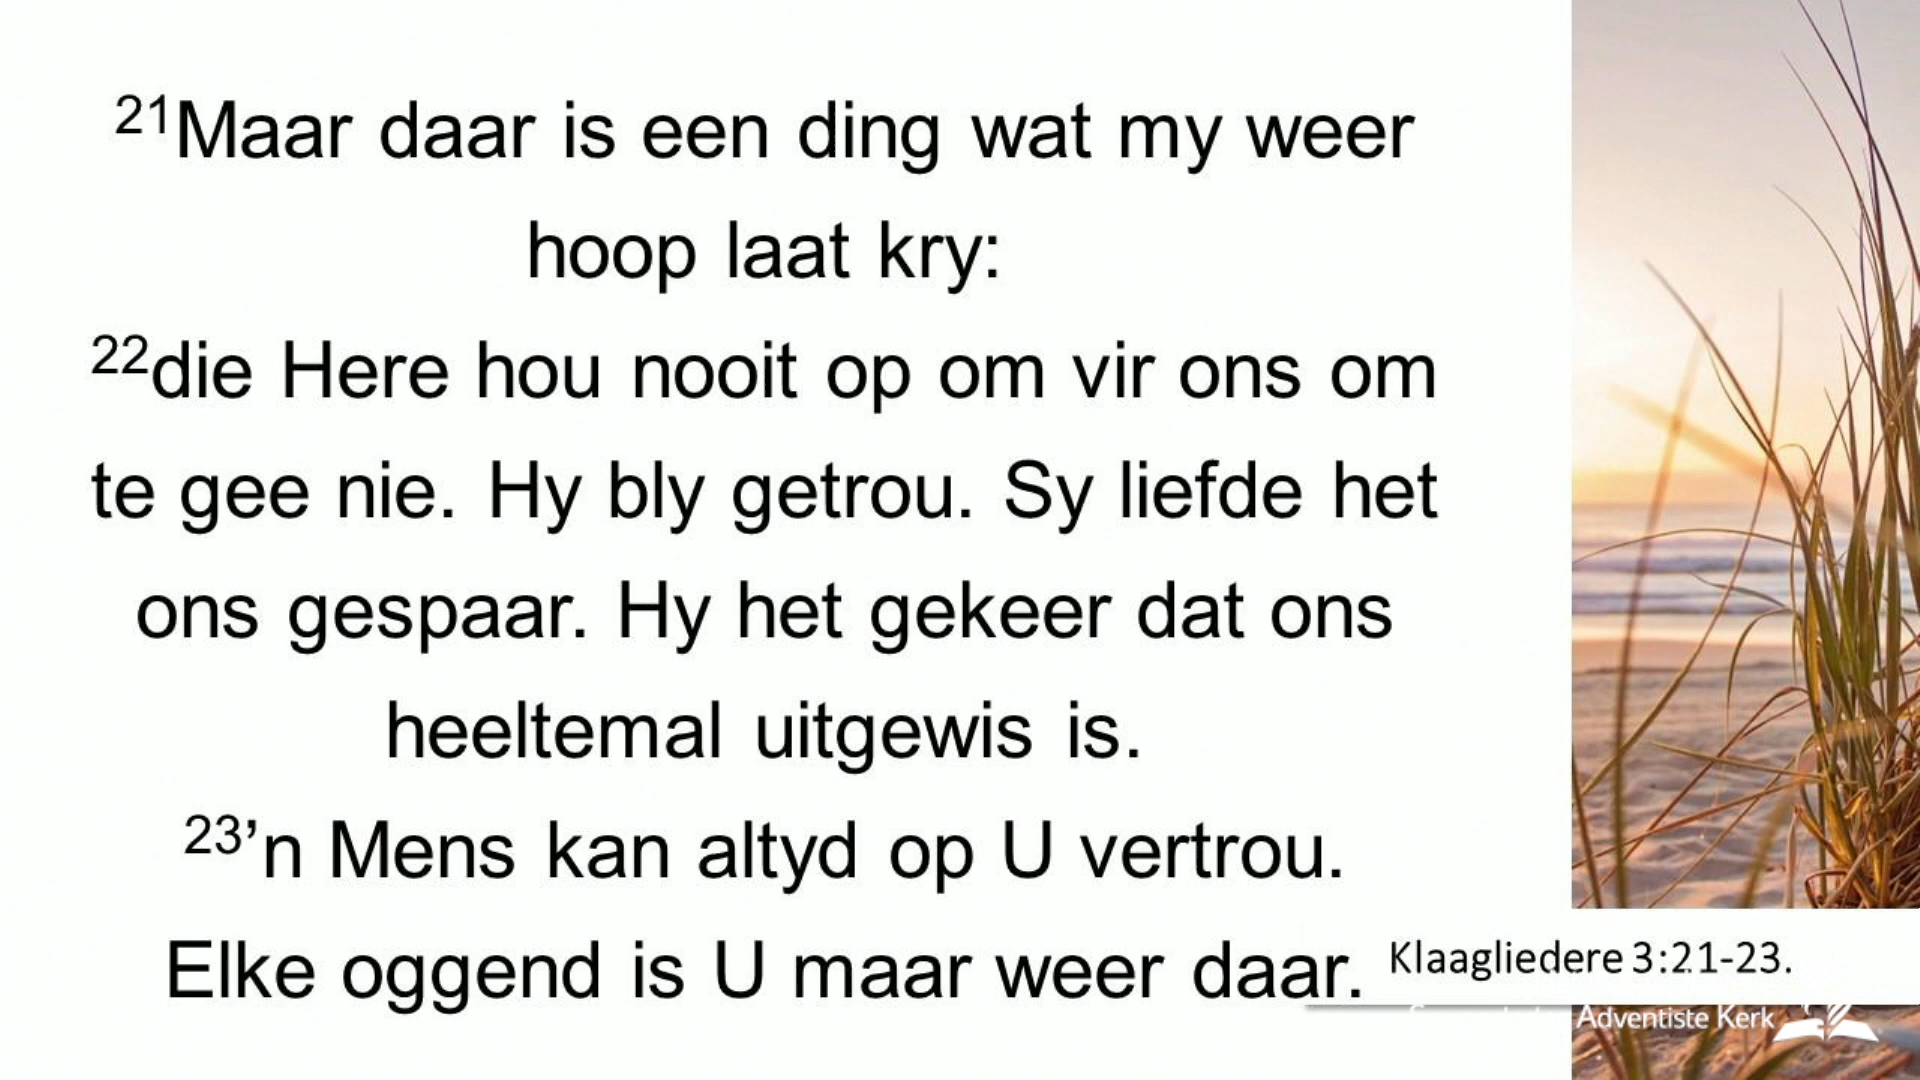 21Maar daar is een ding wat my weer
hoop laat kry:
22die Here hou nooit op om vir ons om
te gee nie. Hy bly getrou. Sy liefde het
ons gespaar. Hy het gekeer dat ons
heeltemal uitgewis is.
23’n Mens kan altyd op U vertrou.
Elke oggend is U maar weer daar.
Klaagliedere 3:21-23.
Adventiste Kerk